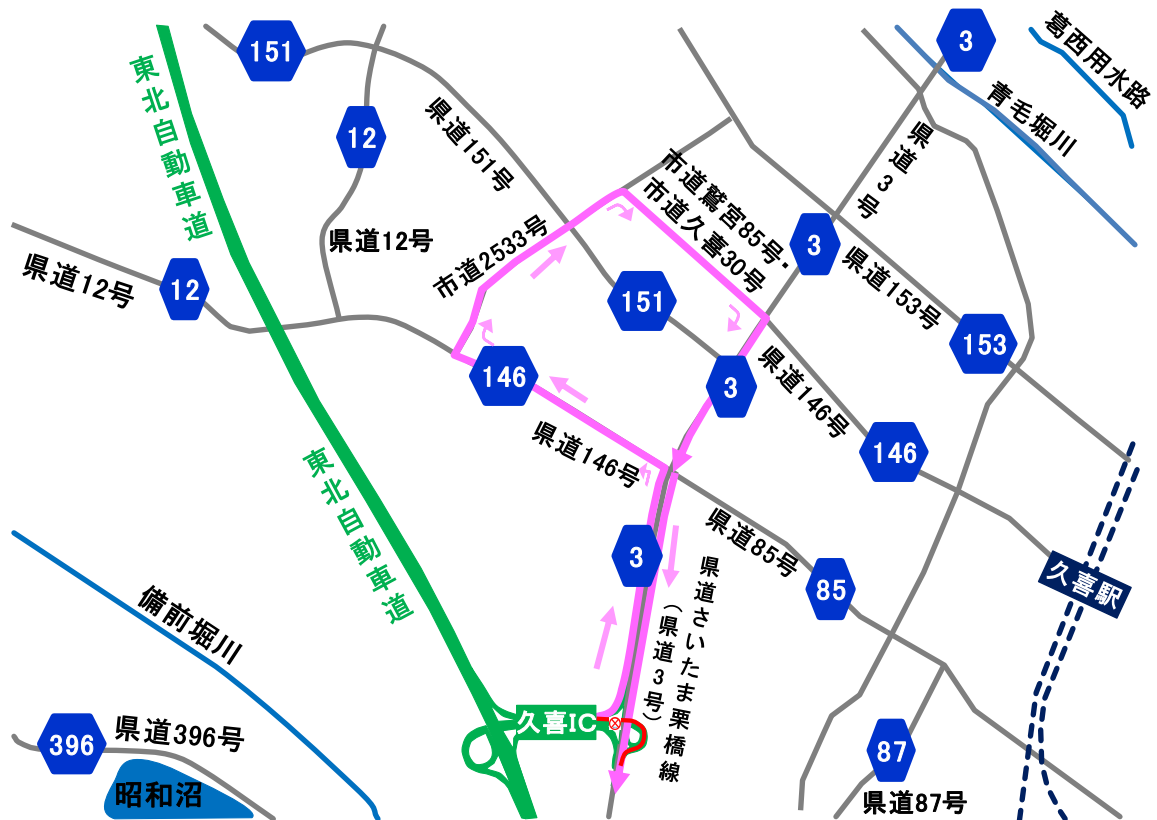 151
3
葛西用水路
東北自動車道
12
県道151号
青毛堀川
県道3号
市道鷲宮85号・
市道久喜30号
県道12号
市道2533号
3
県道12号
12
151
県道153号
153
146
3
県道146号
県道146号
146
東北自動車道
県道85号
3
85
久喜駅
県道さいたま栗橋線
(県道3号)
備前堀川
久喜IC
396
県道396号
昭和沼
87
県道87号